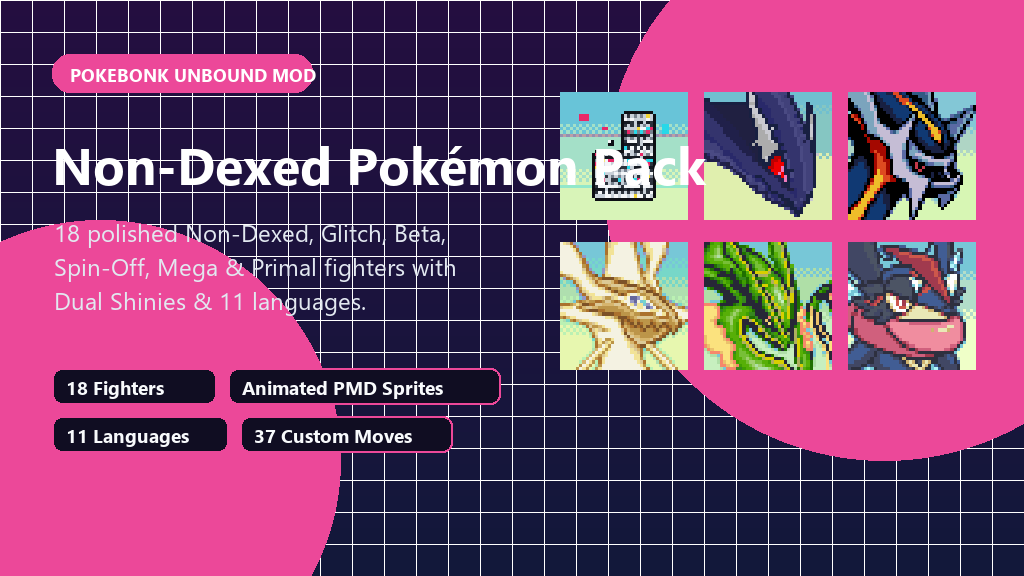 POKEBONK UNBOUND MOD
Non-Dexed Pokémon Pack
18 polished Non-Dexed, Glitch, Beta,
Spin-Off, Mega & Primal fighters with
Dual Shinies & 11 languages.
18 Fighters
Animated PMD Sprites
11 Languages
37 Custom Moves